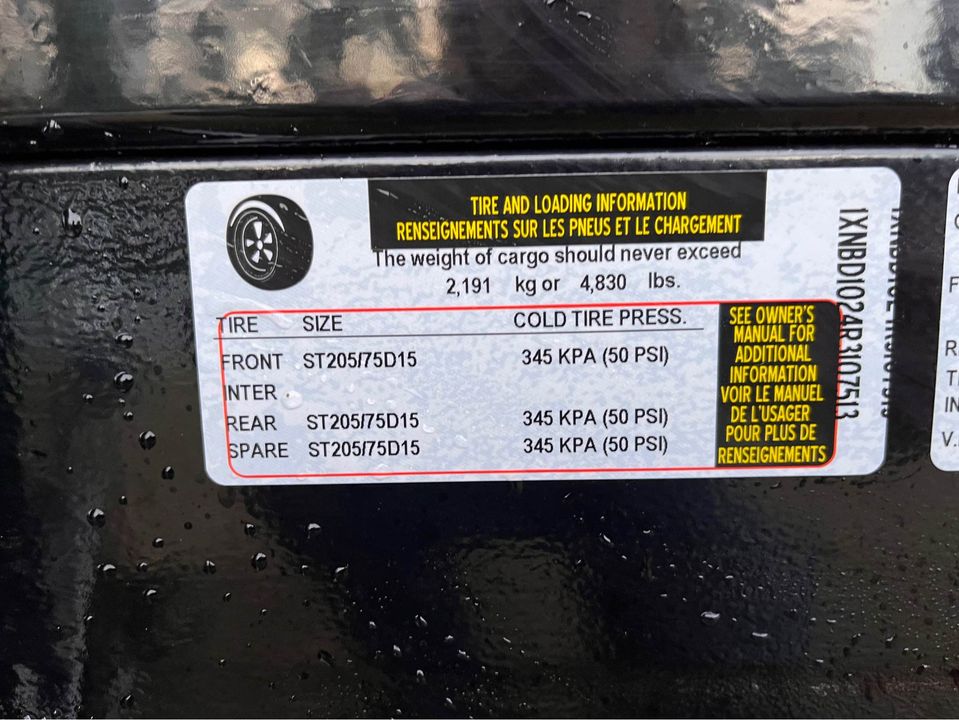 TIRE AND LOADING INFORMATION
RENSEIGNEMENTS SUR LES PNEUS ET LE CHARGEMENT
The weight of cargo should never exceed
2,191 kg or 4,830 lbs.
TIRE SIZE COLD TIRE PRESS.
FRONT ST205/75D15 345 KPA (50 PSI)
INTER
REAR ST205/75D15 345 KPA (50 PSI)
SPARE ST205/75D15 345 KPA (50 PSI)
SEE OWNER'S
MANUAL FOR
ADDITIONAL
INFORMATION
VOIR LE MANUEL
DE L'USAGER
POUR PLUS DE
RENSEIGNEMENTS